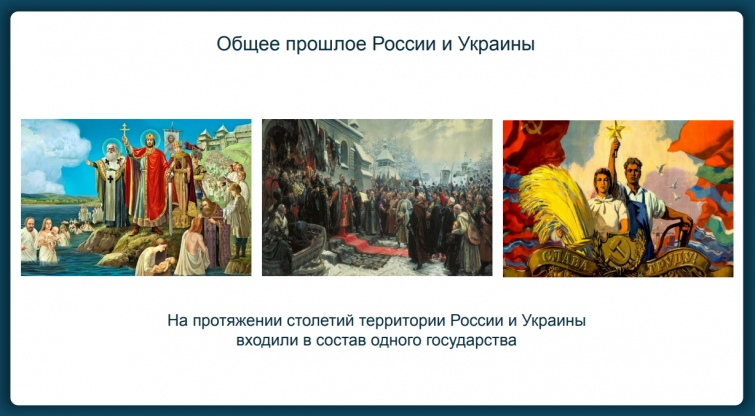 Общее прошлое России и Украины
СЛАВА ТРУДУ
На протяжении столетий территории России и Украины
входили в состав одного государства